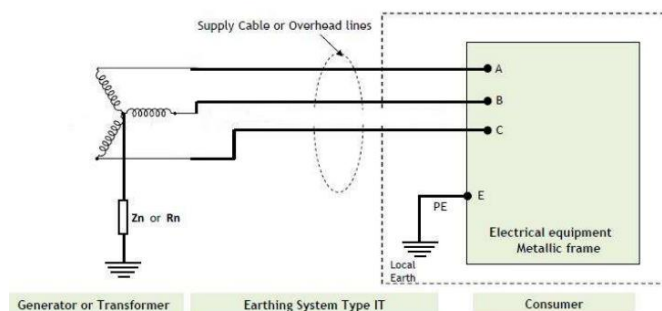 Supply Cable or Overhead lines
A
B
C
E
PE
Zn or Rn
Electrical equipment
Metallic frame
Local
Earth
Generator or Transformer
Earthing System Type IT
Consumer